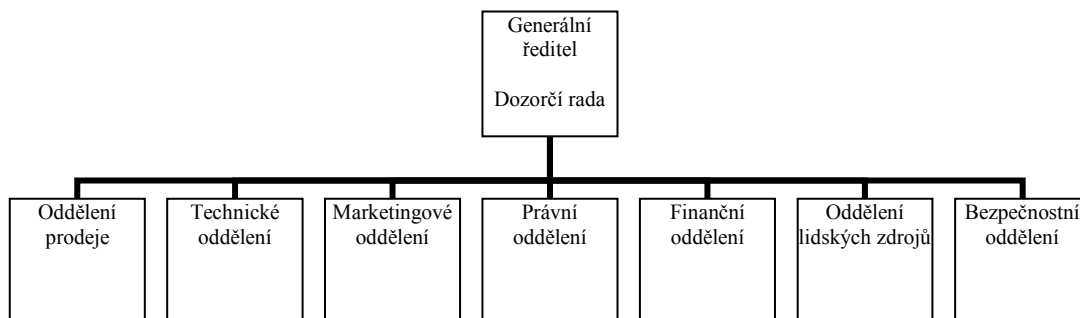 Generální
ředitel
Dozorčí rada
Oddělení
prodeje
Technické
oddělení
Marketingové
oddělení
Právní
oddělení
Finanční
oddělení
Oddělení
lidských zdrojů
Bezpečnostní
oddělení